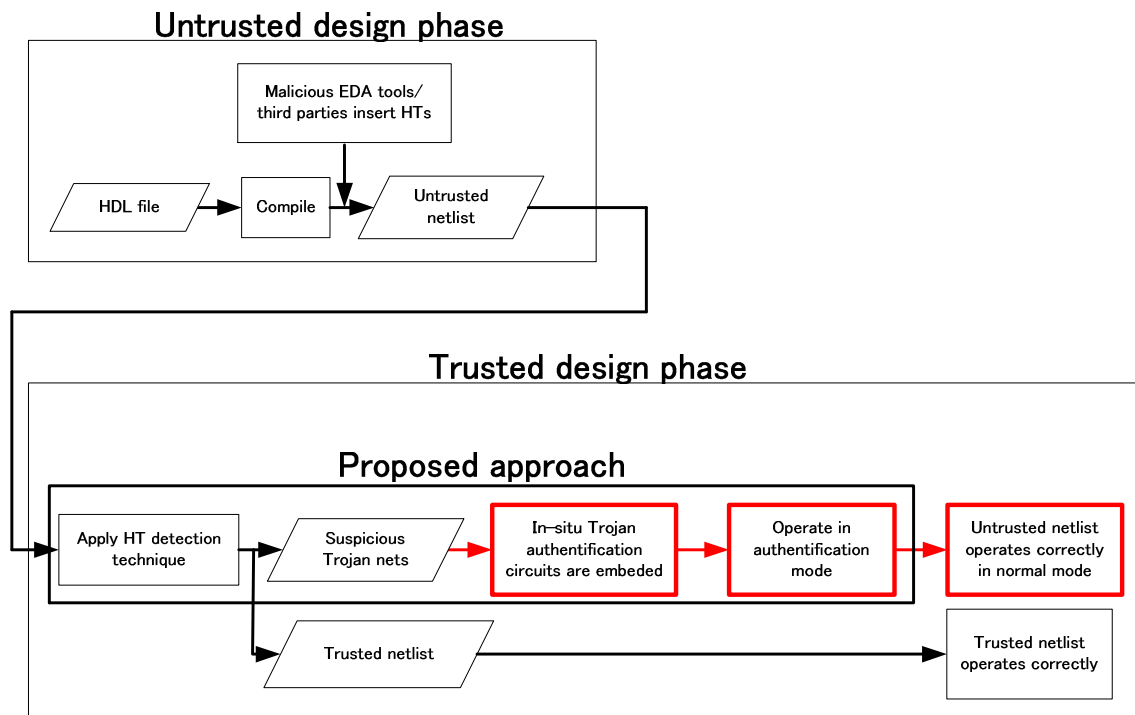 Untrusted design phase
Malicious EDA tools/
third parties insert HTs
HDL file
Compile
Untrusted
netlist
Trusted design phase
Proposed approach
Apply HT detection
technique
Suspicious
Trojan nets
In-situ Trojan
authentification
circuits are embeded
Operate in
authentification
mode
Untrusted netlist
operates correctly
in normal mode
Trusted netlist
Trusted netlist
operates correctly